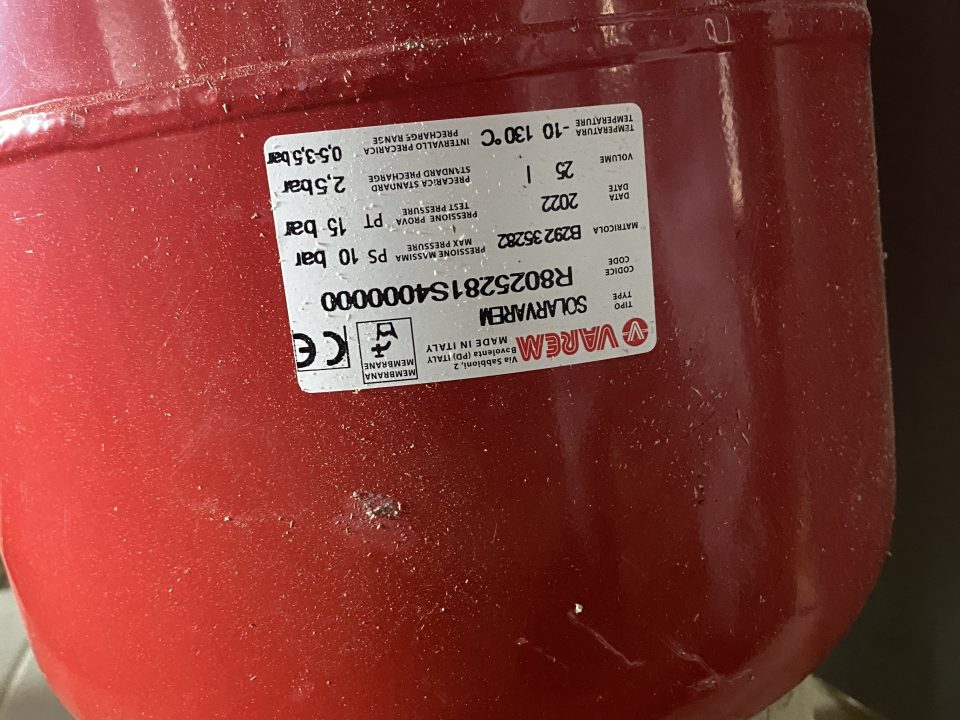 VAREM
Via Sabbioni, 2
Bovolenta (PD) ITALY
MADE IN ITALY
MEMBRANA
MEMBRANE
CE
TIPO
TYPE
SOLARVAREM
CODICE
CODE
R8025281S4000000
MATRICOLA B292 35282
PRESSIONE MASSIMA
MAX PRESSURE
PS 10 bar
DATA
DATE
2022
PRESSIONE PROVA
TEST PRESSURE
PT 15 bar
VOLUME 25 l
PRECARICA STANDARD
STANDARD PRECHARGE
2,5 bar
TEMPERATURA
TEMPERATURE
-10 130°C
INTERVALLO PRECARICA
PRECHARGE RANGE
0,5-3,5 bar